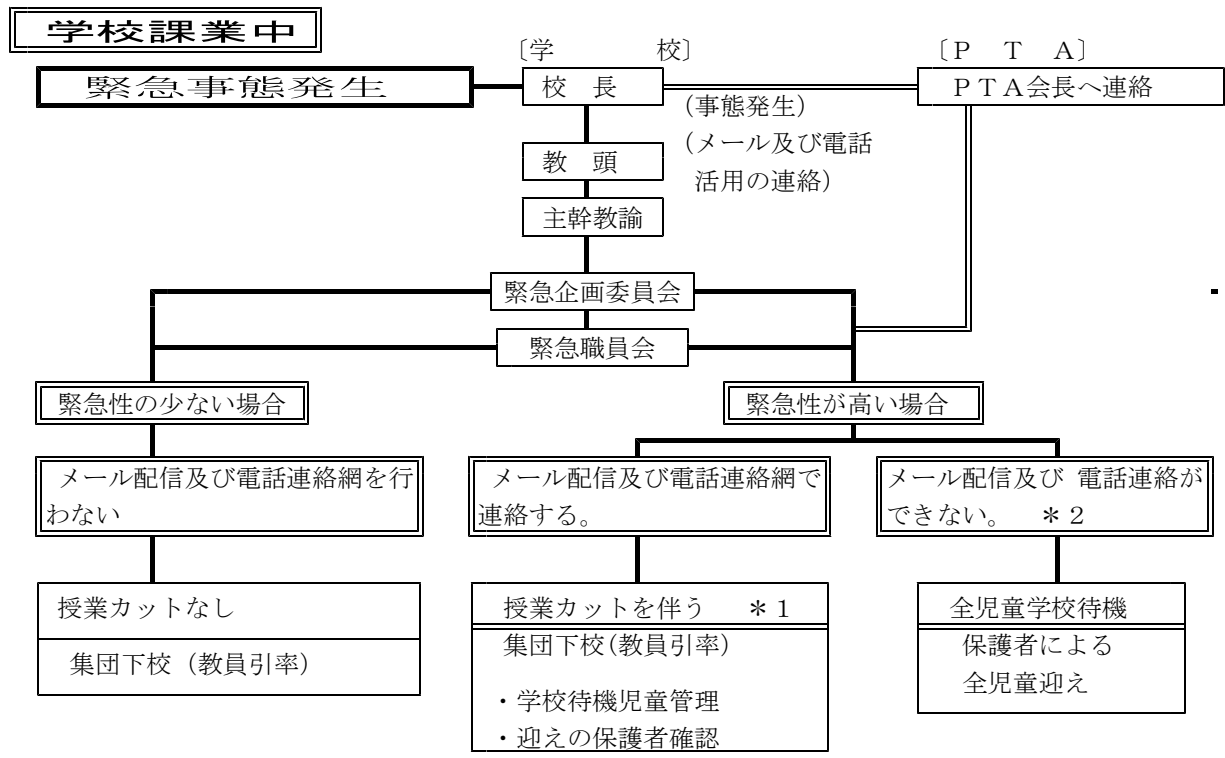 学校課業中
〔学　　　校〕
〔Ｐ　Ｔ　Ａ〕
緊急事態発生
校　長
ＰＴＡ会長へ連絡
(事態発生)
(メール及び電話
活用の連絡)
教　頭
主幹教諭
緊急企画委員会
緊急職員会
緊急性の少ない場合
緊急性が高い場合
メール配信及び電話連絡網を行
わない
メール配信及び電話連絡網で
連絡する。
メール配信及び 電話連絡が
できない。　＊２
授業カットなし
集団下校（教員引率）
授業カットを伴う　＊１
集団下校(教員引率)
・学校待機児童管理
・迎えの保護者確認
全児童学校待機
保護者による
全児童迎え